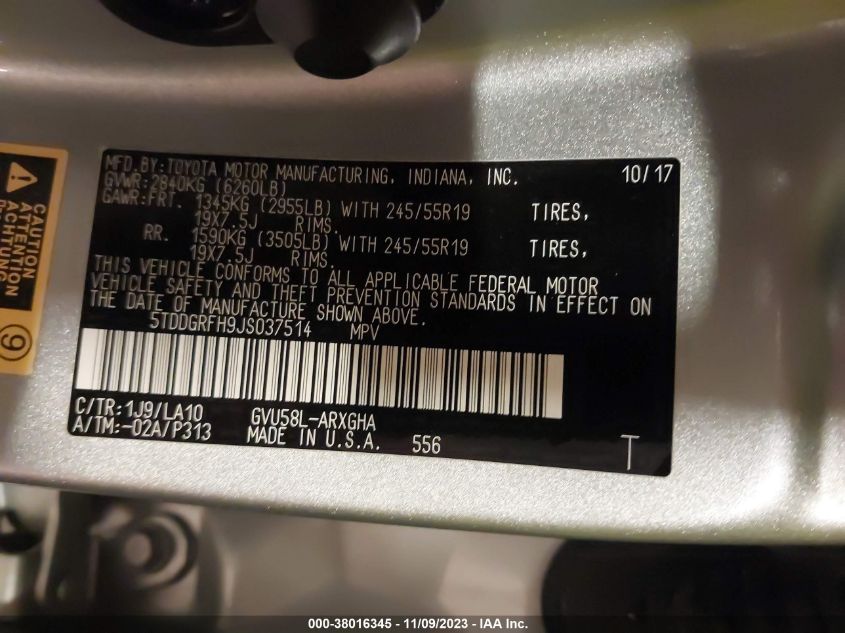 MFD.BY:TOYOTA MOTOR MANUFACTURING, INDIANA, INC. 10/17
GVWR:2840KG (6260LB)
GAWR:FRT. 1345KG (2955LB) WITH 245/55R19 TIRES,
19X7.5J RIMS.
RR. 1590KG (3505LB) WITH 245/55R19 TIRES,
19X7.5J RIMS.
THIS VEHICLE CONFORMS TO ALL APPLICABLE FEDERAL MOTOR
VEHICLE SAFETY AND THEFT PREVENTION STANDARDS IN EFFECT ON
THE DATE OF MANUFACTURE SHOWN ABOVE.
5TDDGRFH9JS037514 MPV
C/TR:1J9/LA10 GVU58L-ARXGHA
A/TM:-02A/P313 MADE IN U.S.A. 556 T
CAUTION
ATTENTION
ACHTUNG
9
000-38016345 — 11/09/2023 — IAA Inc.